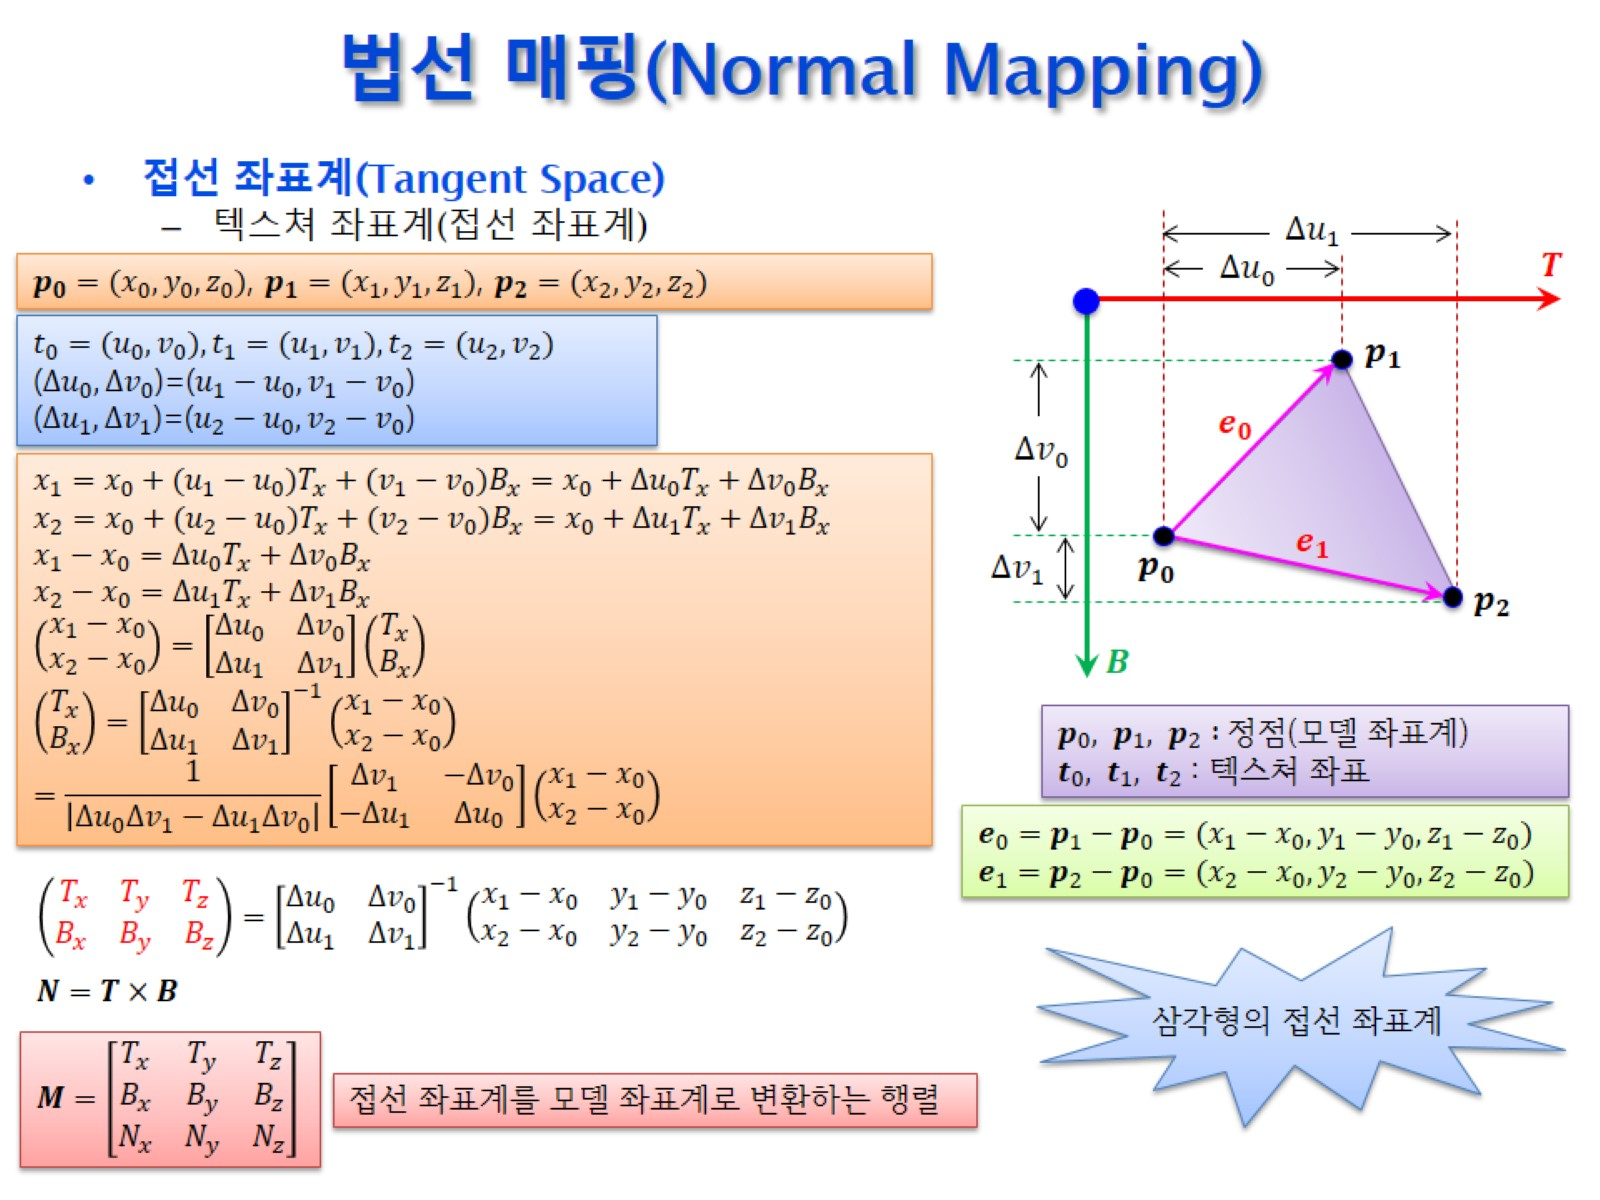 법선 매핑(Normal Mapping)
• 접선 좌표계(Tangent Space)
– 텍스쳐 좌표계(접선 좌표계)
p₀ = (x₀, y₀, z₀), p₁ = (x₁, y₁, z₁), p₂ = (x₂, y₂, z₂)
t₀ = (u₀, v₀), t₁ = (u₁, v₁), t₂ = (u₂, v₂)
(Δu₀, Δv₀)=(u₁ − u₀, v₁ − v₀)
(Δu₁, Δv₁)=(u₂ − u₀, v₂ − v₀)
x₁ = x₀ + (u₁ − u₀)Tₓ + (v₁ − v₀)Bₓ = x₀ + Δu₀Tₓ + Δv₀Bₓ
x₂ = x₀ + (u₂ − u₀)Tₓ + (v₂ − v₀)Bₓ = x₀ + Δu₁Tₓ + Δv₁Bₓ
x₁ − x₀ = Δu₀Tₓ + Δv₀Bₓ
x₂ − x₀ = Δu₁Tₓ + Δv₁Bₓ
(x₁ − x₀ / x₂ − x₀) = [Δu₀ Δv₀ / Δu₁ Δv₁] (Tₓ / Bₓ)
(Tₓ / Bₓ) = [Δu₀ Δv₀ / Δu₁ Δv₁]⁻¹ (x₁ − x₀ / x₂ − x₀)
= 1 / |Δu₀Δv₁ − Δu₁Δv₀| [Δv₁ −Δv₀ / −Δu₁ Δu₀] (x₁ − x₀ / x₂ − x₀)
(Tₓ T_y T_z / Bₓ B_y B_z) = [Δu₀ Δv₀ / Δu₁ Δv₁]⁻¹ (x₁ − x₀ y₁ − y₀ z₁ − z₀ / x₂ − x₀ y₂ − y₀ z₂ − z₀)
N = T × B
M = [Tₓ T_y T_z / Bₓ B_y B_z / Nₓ N_y N_z]
접선 좌표계를 모델 좌표계로 변환하는 행렬
Δu₁
Δu₀
T
p₁
e₀
Δv₀
e₁
Δv₁
p₀
p₂
B
p₀, p₁, p₂ : 정점(모델 좌표계)
t₀, t₁, t₂ : 텍스쳐 좌표
e₀ = p₁ − p₀ = (x₁ − x₀, y₁ − y₀, z₁ − z₀)
e₁ = p₂ − p₀ = (x₂ − x₀, y₂ − y₀, z₂ − z₀)
삼각형의 접선 좌표계